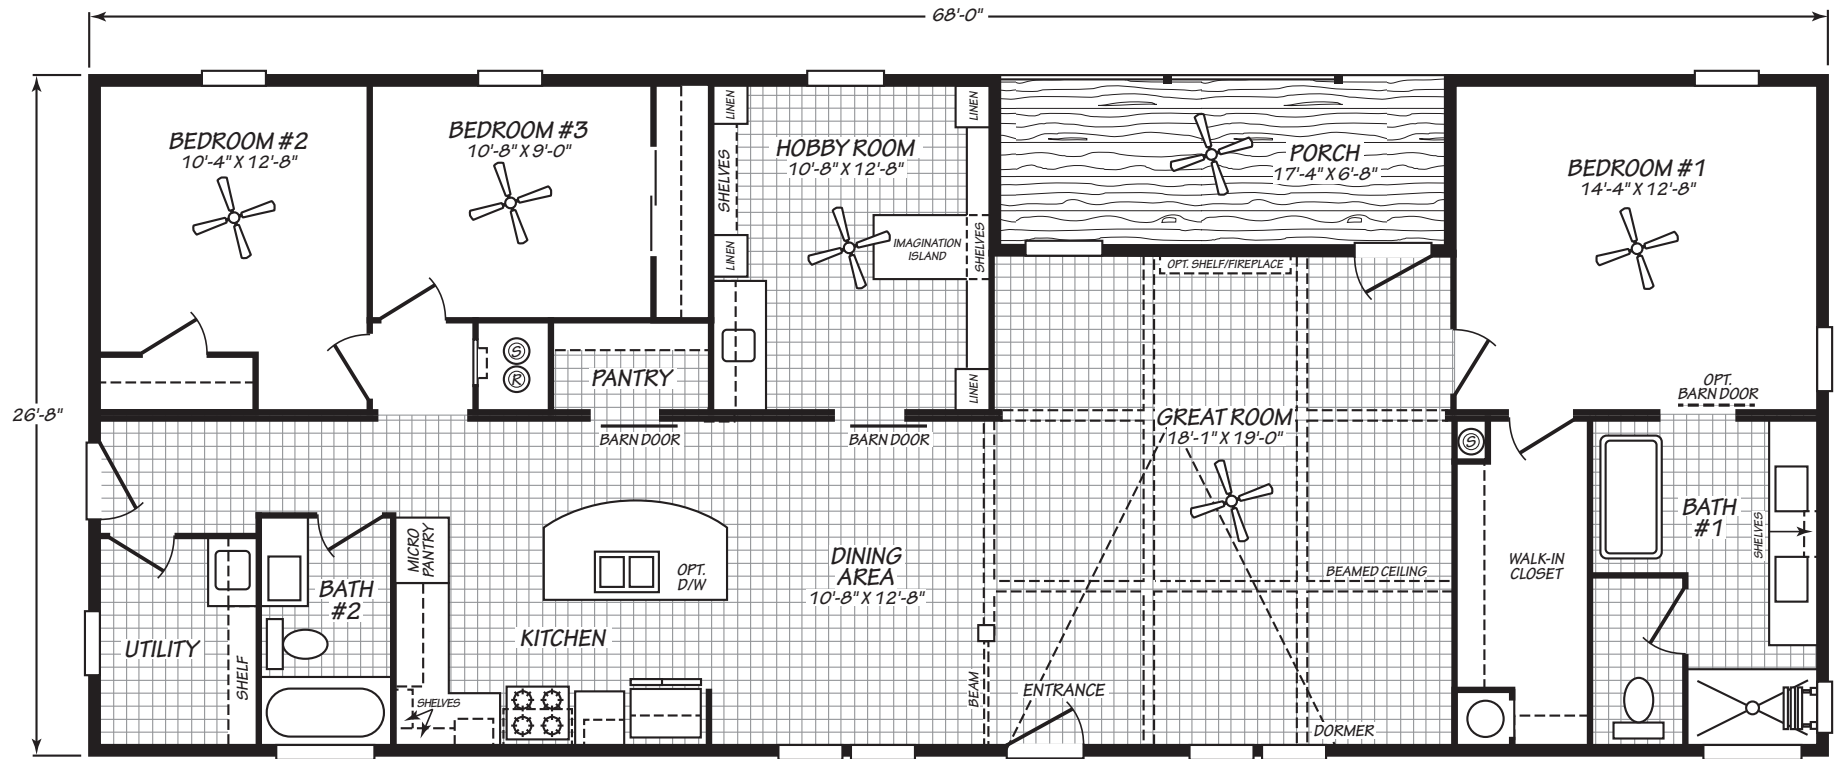 68'-0"
26'-8"
BEDROOM #2
10'-4" X 12'-8"
BEDROOM #3
10'-8" X 9'-0"
LINEN
SHELVES
LINEN
HOBBY ROOM
10'-8" X 12'-8"
LINEN
IMAGINATION
ISLAND
SHELVES
LINEN
PORCH
17'-4" X 6'-8"
OPT. SHELF/FIREPLACE
BEDROOM #1
14'-4" X 12'-8"
OPT.
BARN DOOR
S
R
PANTRY
BARN DOOR
BARN DOOR
GREAT ROOM
18'-1" X 19'-0"
S
MICRO
PANTRY
OPT.
D/W
DINING
AREA
10'-8" X 12'-8"
BEAMED CEILING
WALK-IN
CLOSET
BATH
#1
SHELVES
BATH
#2
UTILITY
SHELF
KITCHEN
SHELVES
BEAM
ENTRANCE
DORMER